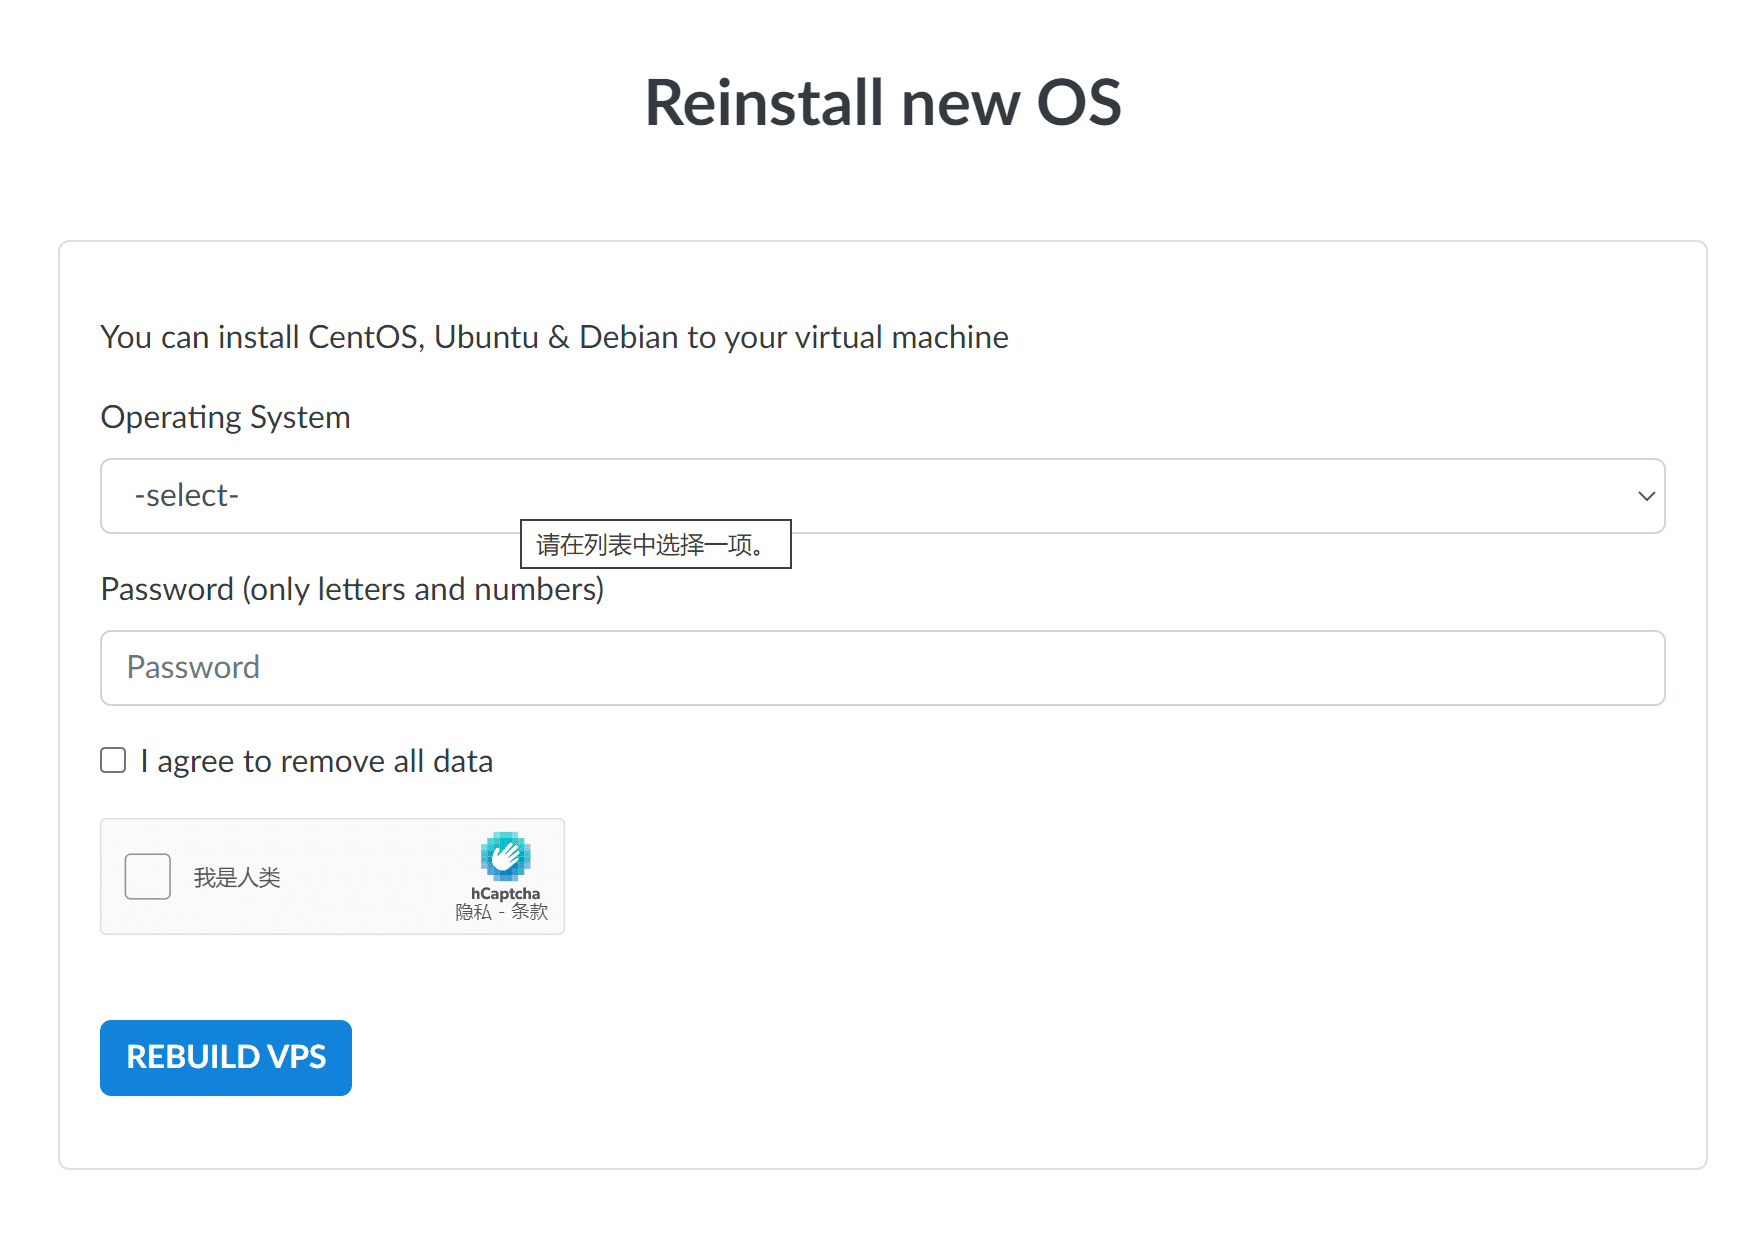 Reinstall new OS
You can install CentOS, Ubuntu & Debian to your virtual machine
Operating System
-select-
请在列表中选择一项。
Password (only letters and numbers)
Password
I agree to remove all data
我是人类
hCaptcha
隐私 - 条款
REBUILD VPS